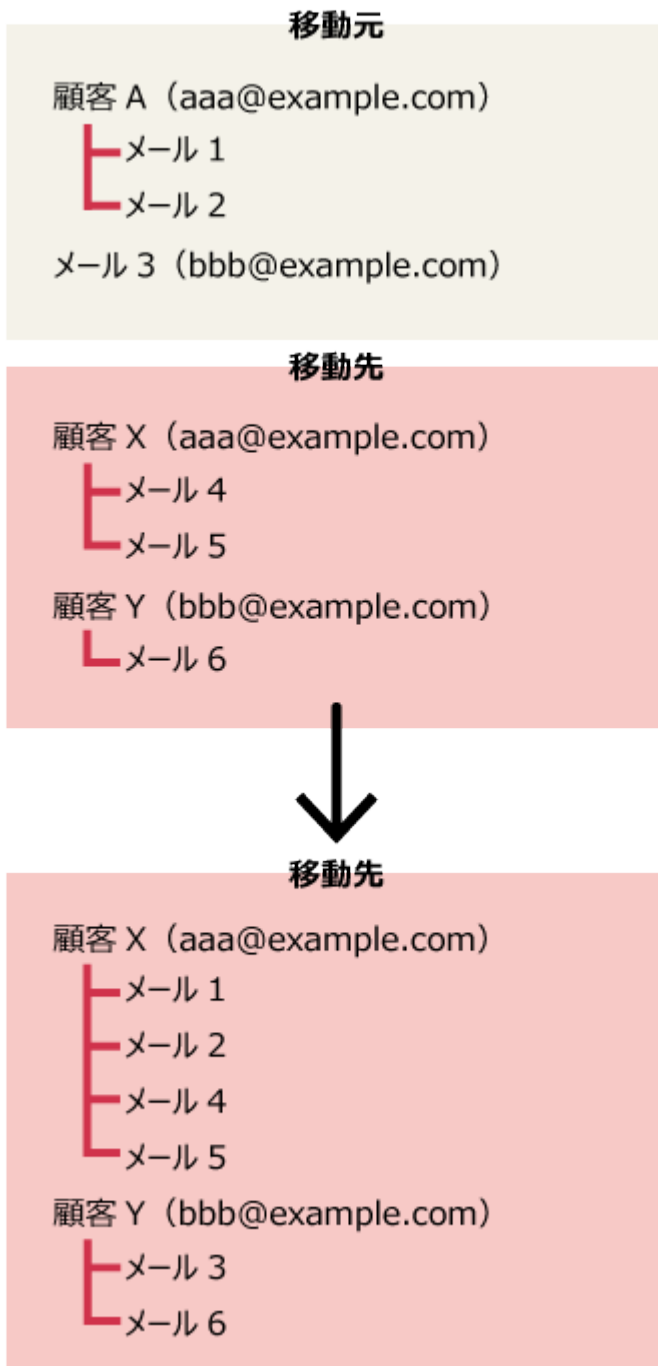 移動元
顧客 A（aaa@example.com）
メール 1
メール 2
メール 3（bbb@example.com）
移動先
顧客 X（aaa@example.com）
メール 4
メール 5
顧客 Y（bbb@example.com）
メール 6
移動先
顧客 X（aaa@example.com）
メール 1
メール 2
メール 4
メール 5
顧客 Y（bbb@example.com）
メール 3
メール 6